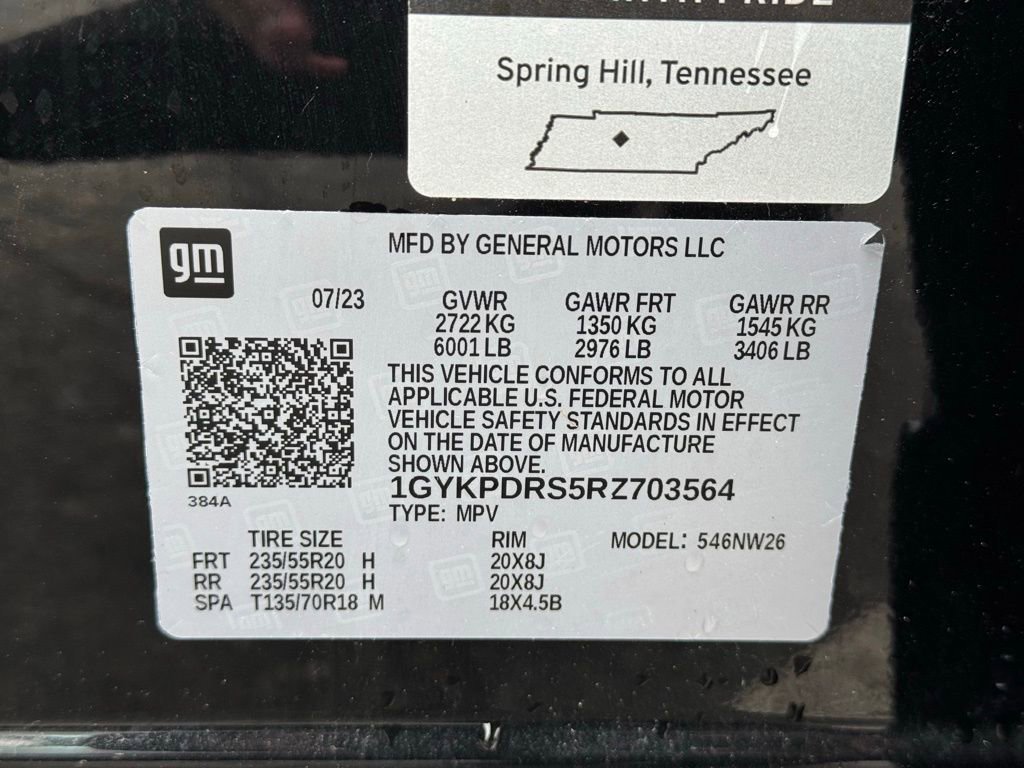 Spring Hill, Tennessee
gm
MFD BY GENERAL MOTORS LLC
07/23
GVWR GAWR FRT GAWR RR
2722 KG 1350 KG 1545 KG
6001 LB 2976 LB 3406 LB
THIS VEHICLE CONFORMS TO ALL
APPLICABLE U.S. FEDERAL MOTOR
VEHICLE SAFETY STANDARDS IN EFFECT
ON THE DATE OF MANUFACTURE
SHOWN ABOVE.
384A
1GYKPDRS5RZ703564
TYPE: MPV
TIRE SIZE RIM MODEL: 546NW26
FRT 235/55R20 H 20X8J
RR 235/55R20 H 20X8J
SPA T135/70R18 M 18X4.5B